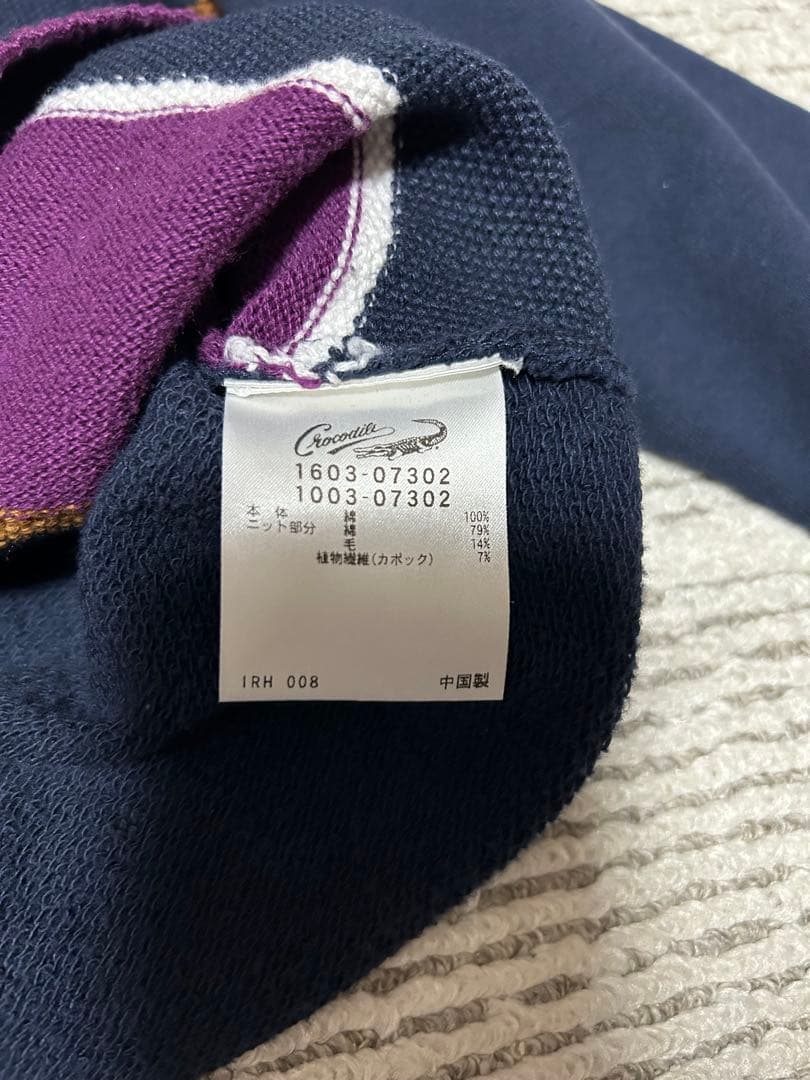 Crocodile
1603-07302
1003-07302
本体 綿 100%
ニット部分 綿 79%
毛 14%
植物繊維(カポック) 7%
IRH 008 中国製